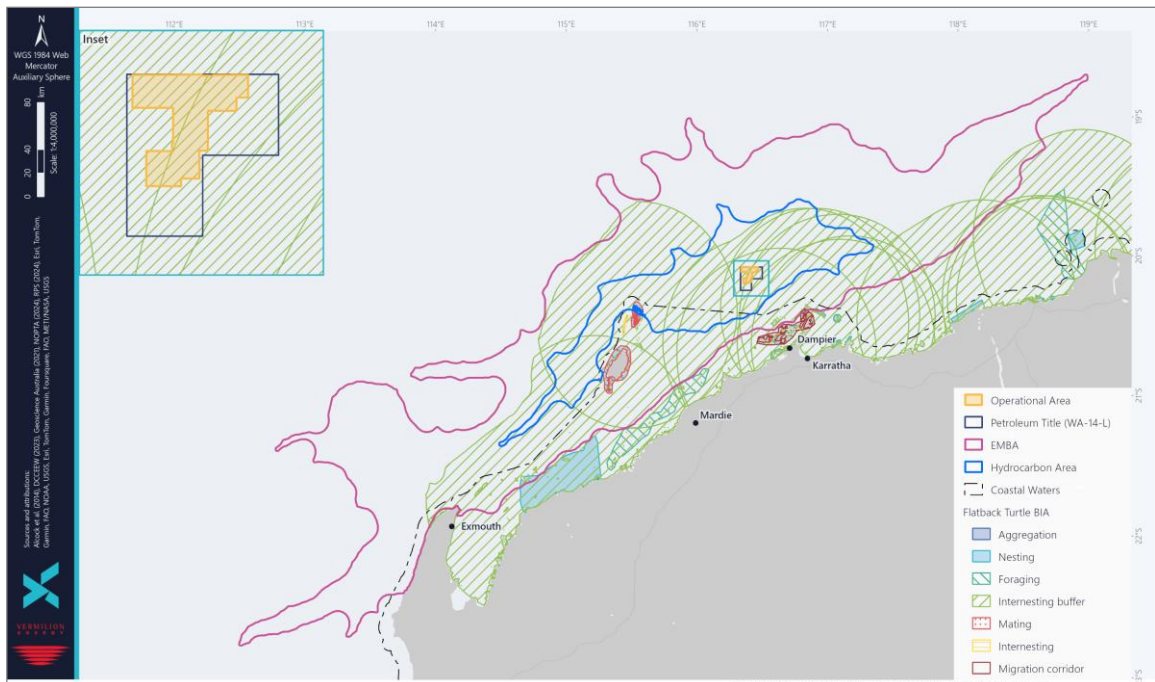 N
WGS 1984 Web
Mercator
Auxiliary Sphere
km
80
40
20
0
Scale: 1:4,000,000
Sources and attributions:
Alcock et al. (2014), DCCEEW (2023), Geoscience Australia (2021), NOPTA (2024), RPS (2024), Esri, TomTom,
Garmin, FAO, NOAA, USGS, Esri, TomTom, Garmin, Foursquare, FAO, METI/NASA, USGS
VERMILION
ENERGY
Inset
112°E
113°E
114°E
115°E
116°E
117°E
118°E
119°E
19°S
20°S
21°S
22°S
3°S
Dampier
Karratha
Mardie
Exmouth
Operational Area
Petroleum Title (WA-14-L)
EMBA
Hydrocarbon Area
Coastal Waters
Flatback Turtle BIA
Aggregation
Nesting
Foraging
Internesting buffer
Mating
Internesting
Migration corridor